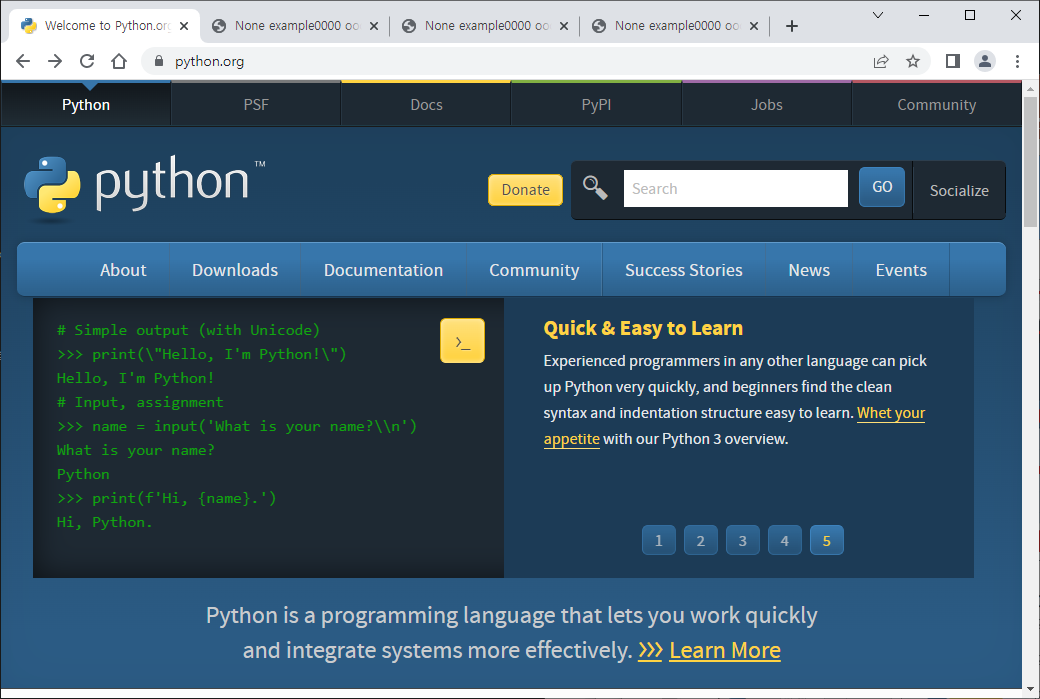 Welcome to Python.org
None example0000 oo
None example0000 oo
None example0000 oo
python.org
Python PSF Docs PyPI Jobs Community
python™
Donate Search GO Socialize
About Downloads Documentation Community Success Stories News Events
# Simple output (with Unicode)
>>> print(\"Hello, I'm Python!\")
Hello, I'm Python!
# Input, assignment
>>> name = input('What is your name?\\n')
What is your name?
Python
>>> print(f'Hi, {name}.')
Hi, Python.
>_
Quick & Easy to Learn
Experienced programmers in any other language can pick
up Python very quickly, and beginners find the clean
syntax and indentation structure easy to learn. Whet your
appetite with our Python 3 overview.
1 2 3 4 5
Python is a programming language that lets you work quickly
and integrate systems more effectively. >>> Learn More